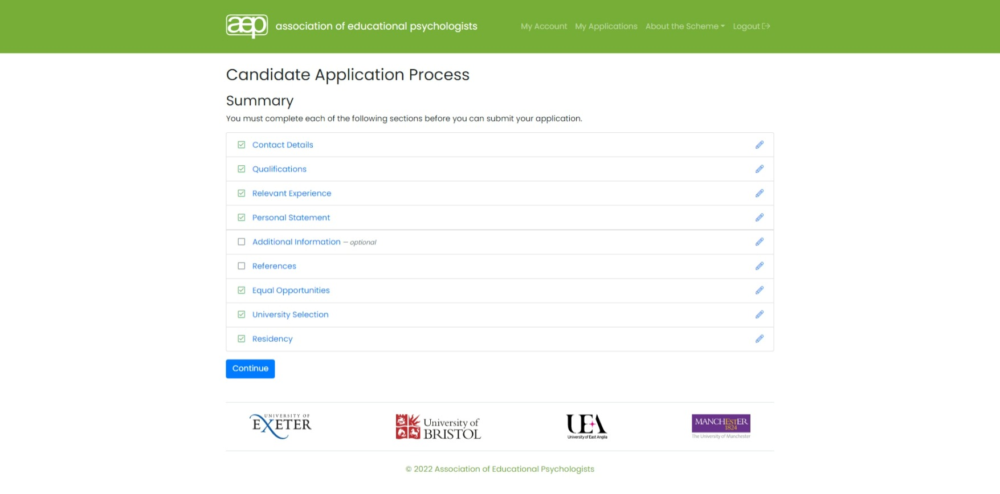 aep association of educational psychologists My Account My Applications About the Scheme Logout
Candidate Application Process
Summary
You must complete each of the following sections before you can submit your application.
Contact Details
Qualifications
Relevant Experience
Personal Statement
Additional Information — optional
References
Equal Opportunities
University Selection
Residency
Continue
UNIVERSITY OF
EXETER
University of
BRISTOL
UEA
University of East Anglia
MANCHESTER
1824
The University of Manchester
© 2022 Association of Educational Psychologists